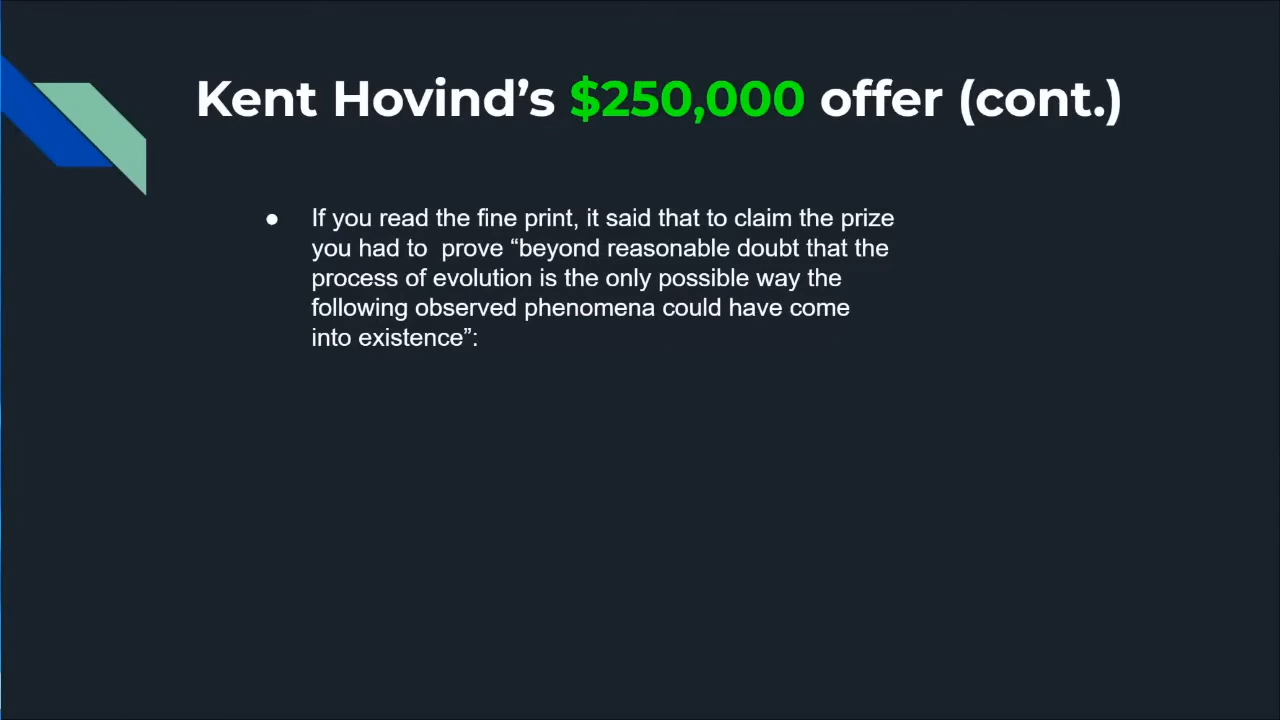 Kent Hovind’s $250,000 offer (cont.)
● If you read the fine print, it said that to claim the prize
you had to  prove “beyond reasonable doubt that the
process of evolution is the only possible way the
following observed phenomena could have come
into existence”: